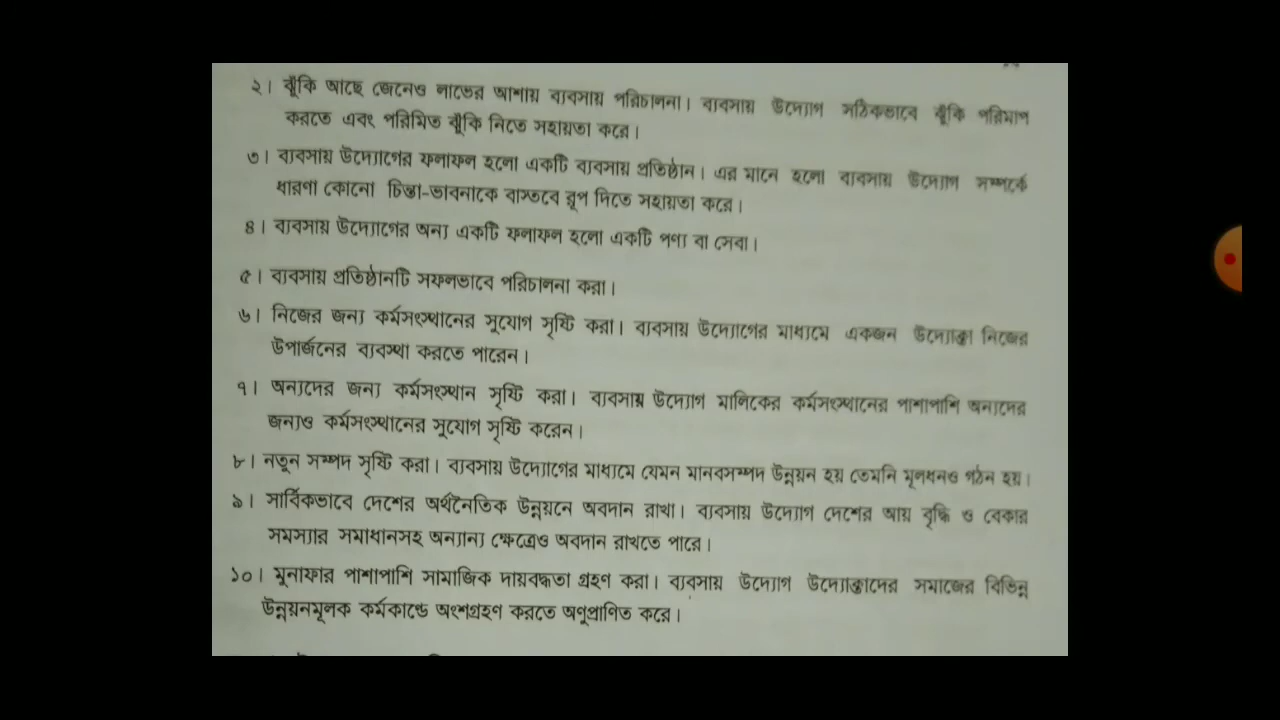 ২। ঝুঁকি আছে জেনেও লাভের আশায় ব্যবসায় পরিচালনা। ব্যবসায় উদ্যোগ সঠিকভাবে ঝুঁকি পরিমাপ
করতে এবং পরিমিত ঝুঁকি নিতে সহায়তা করে।
৩। ব্যবসায় উদ্যোগের ফলাফল হলো একটি ব্যবসায় প্রতিষ্ঠান। এর মানে হলো ব্যবসায় উদ্যোগ সম্পর্কে
ধারণা কোনো চিন্তা-ভাবনাকে বাস্তবে রূপ দিতে সহায়তা করে।
৪। ব্যবসায় উদ্যোগের অন্য একটি ফলাফল হলো একটি পণ্য বা সেবা।
৫। ব্যবসায় প্রতিষ্ঠানটি সফলভাবে পরিচালনা করা।
৬। নিজের জন্য কর্মসংস্থানের সুযোগ সৃষ্টি করা। ব্যবসায় উদ্যোগের মাধ্যমে একজন উদ্যোক্তা নিজের
উপার্জনের ব্যবস্থা করতে পারেন।
৭। অন্যদের জন্য কর্মসংস্থান সৃষ্টি করা। ব্যবসায় উদ্যোগ মালিকের কর্মসংস্থানের পাশাপাশি অন্যদের
জন্যও কর্মসংস্থানের সুযোগ সৃষ্টি করেন।
৮। নতুন সম্পদ সৃষ্টি করা। ব্যবসায় উদ্যোগের মাধ্যমে যেমন মানবসম্পদ উন্নয়ন হয় তেমনি মূলধনও গঠন হয়।
৯। সার্বিকভাবে দেশের অর্থনৈতিক উন্নয়নে অবদান রাখা। ব্যবসায় উদ্যোগ দেশের আয় বৃদ্ধি ও বেকার
সমস্যার সমাধানসহ অন্যান্য ক্ষেত্রেও অবদান রাখতে পারে।
১০। মুনাফার পাশাপাশি সামাজিক দায়বদ্ধতা গ্রহণ করা। ব্যবসায় উদ্যোগ উদ্যোক্তাদের সমাজের বিভিন্ন
উন্নয়নমূলক কর্মকাণ্ডে অংশগ্রহণ করতে অণুপ্রাণিত করে।